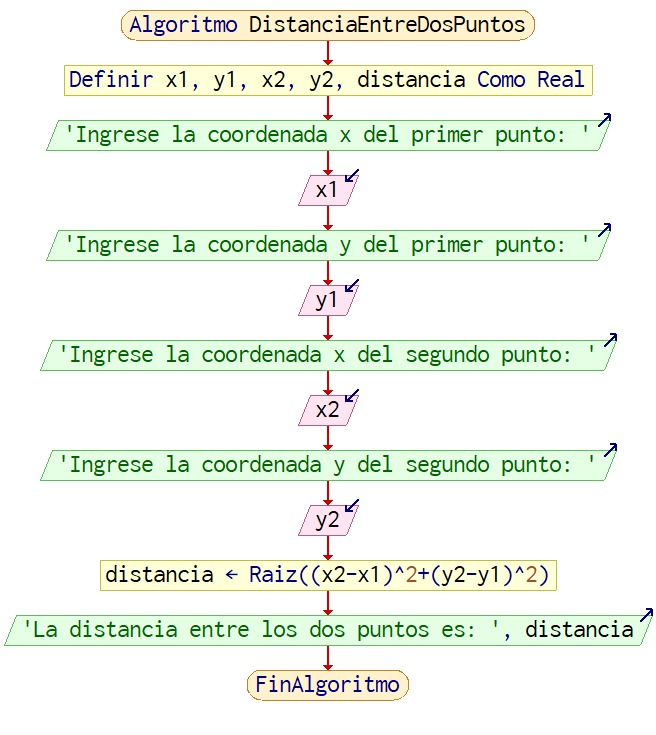 Algoritmo DistanciaEntreDosPuntos
Definir x1, y1, x2, y2, distancia Como Real
'Ingrese la coordenada x del primer punto: '
x1
'Ingrese la coordenada y del primer punto: '
y1
'Ingrese la coordenada x del segundo punto: '
x2
'Ingrese la coordenada y del segundo punto: '
y2
distancia ← Raiz((x2-x1)^2+(y2-y1)^2)
'La distancia entre los dos puntos es: ', distancia
FinAlgoritmo